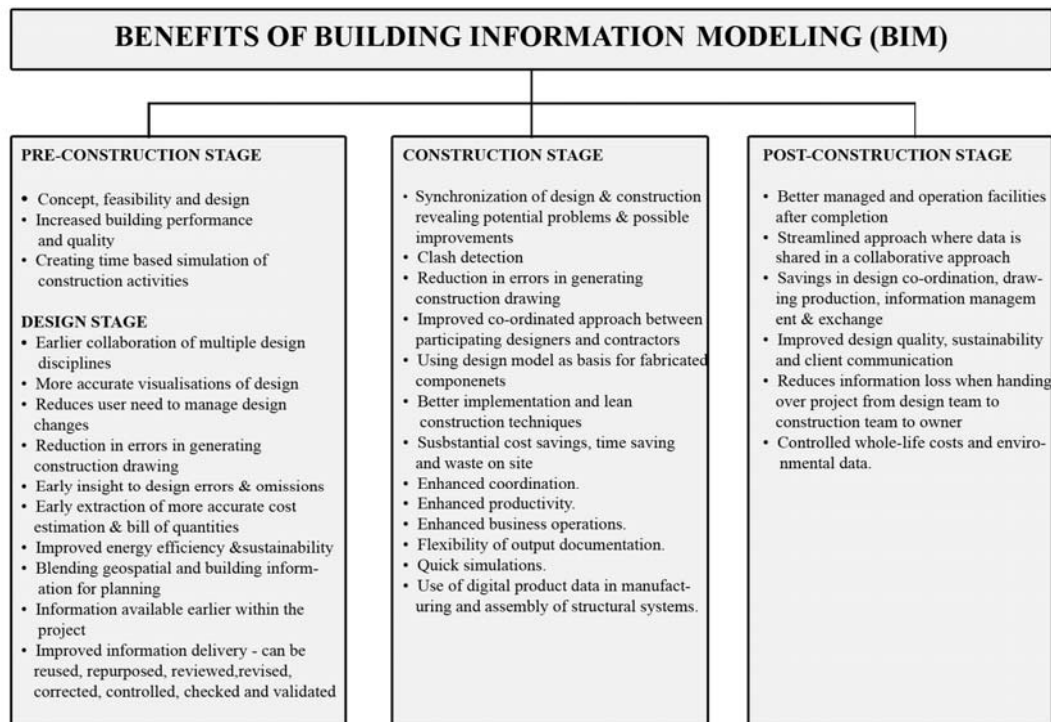 BENEFITS OF BUILDING INFORMATION MODELING (BIM)
PRE-CONSTRUCTION STAGE
• Concept, feasibility and design
• Increased building performance
and quality
• Creating time based simulation of
construction activities
DESIGN STAGE
• Earlier collaboration of multiple design
disciplines
• More accurate visualisations of design
• Reduces user need to manage design
changes
• Reduction in errors in generating
construction drawing
• Early insight to design errors & omissions
• Early extraction of more accurate cost
estimation & bill of quantities
• Improved energy efficiency &sustainability
• Blending geospatial and building inform-
ation for planning
• Information available earlier within the
project
• Improved information delivery - can be
reused, repurposed, reviewed,revised,
corrected, controlled, checked and validated
CONSTRUCTION STAGE
• Synchronization of design & construction
revealing potential problems & possible
improvements
• Clash detection
• Reduction in errors in generating
construction drawing
• Improved co-ordinated approach between
participating designers and contractors
• Using design model as basis for fabricated
componenets
• Better implementation and lean
construction techniques
• Susbstantial cost savings, time saving
and waste on site
• Enhanced coordination.
• Enhanced productivity.
• Enhanced business operations.
• Flexibility of output documentation.
• Quick simulations.
• Use of digital product data in manufact-
uring and assembly of structural systems.
POST-CONSTRUCTION STAGE
• Better managed and operation facilities
after completion
• Streamlined approach where data is
shared in a collaborative approach
• Savings in design co-ordination, draw-
ing production, information managem
ent & exchange
• Improved design quality, sustainability
and client communication
• Reduces information loss when handing
over project from design team to
construction team to owner
• Controlled whole-life costs and enviro-
nmental data.